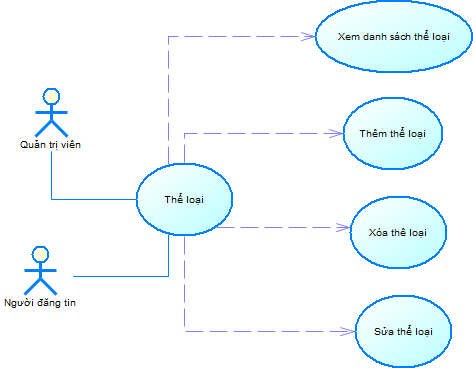 Xem danh sách thể loại
Thêm thể loại
Quản trị viên
Thể loại
Xóa thê loại
Người đăng tin
Sửa thể loại